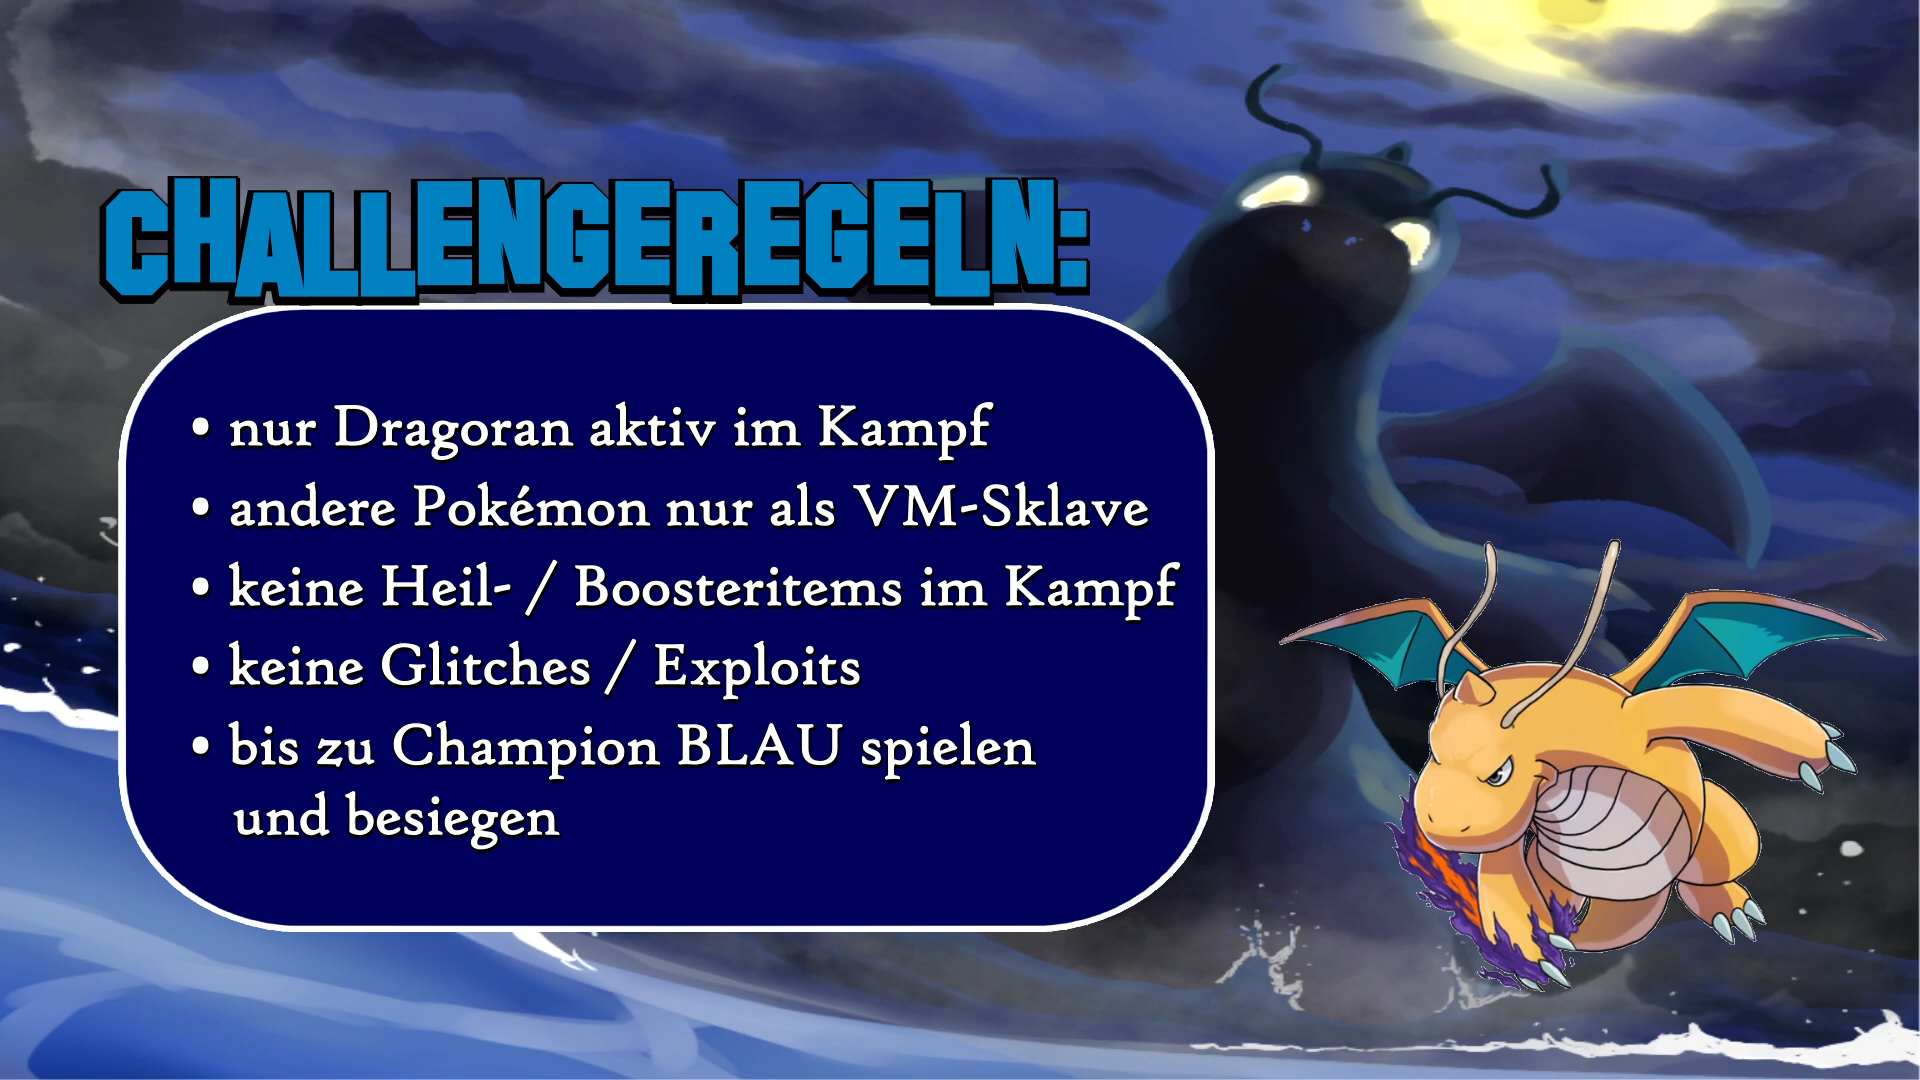 CHALLENGEREGELN:
• nur Dragoran aktiv im Kampf
• andere Pokémon nur als VM-Sklave
• keine Heil- / Boosteritems im Kampf
• keine Glitches / Exploits
• bis zu Champion BLAU spielen
und besiegen